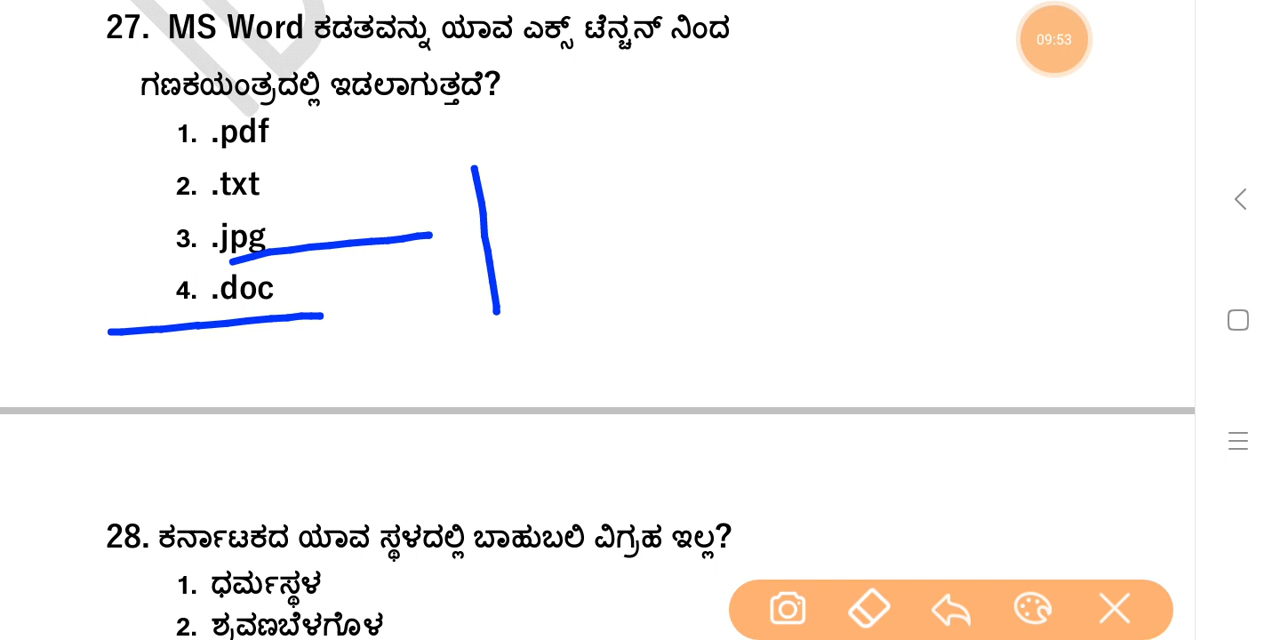 27. MS Word ಕಡತವನ್ನು ಯಾವ ಎಕ್ಸ್ ಟೆನ್ಚನ್ ನಿಂದ
09:53
ಗಣಕಯಂತ್ರದಲ್ಲಿ ಇಡಲಾಗುತ್ತದೆ?
1. .pdf
2. .txt
3. .jpg
4. .doc
28. ಕರ್ನಾಟಕದ ಯಾವ ಸ್ಥಳದಲ್ಲಿ ಬಾಹುಬಲಿ ವಿಗ್ರಹ ಇಲ್ಲ?
1. ಧರ್ಮಸ್ಥಳ
2. ಶ್ರವಣಬೆಳಗೊಳ